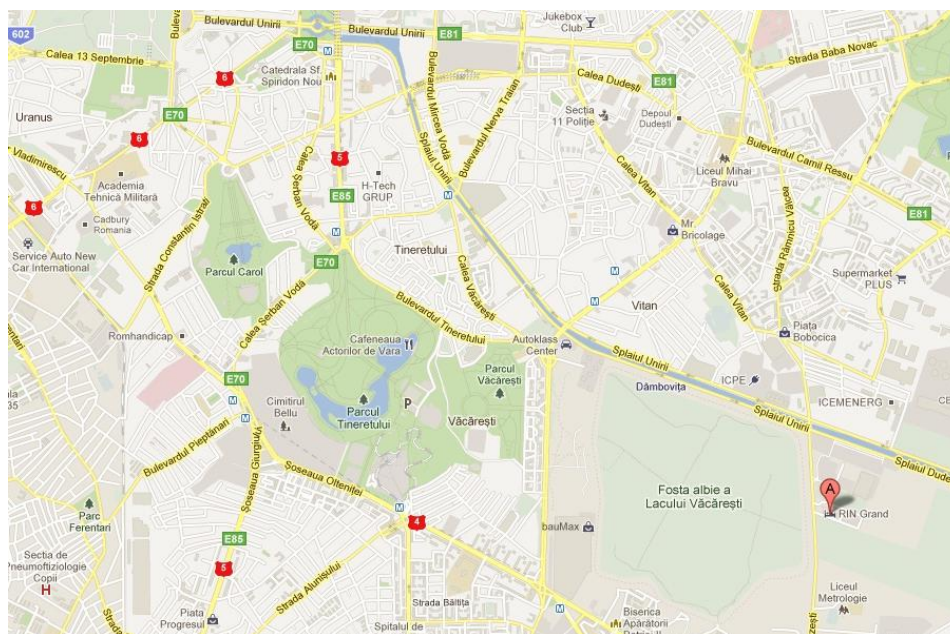 602
Calea 13 Septembrie
Bulevardul Unirii
Bulevardul Unirii
E70
M
E81
Jukebox
Club
Strada Baba Novac
6
Catedrala Sf.
Spiridon Nou
Bulevardul Mircea Vodă
Bulevardul Nerva Traian
Calea Dudești
E81
Uranus
E70
6
Secția
11 Poliție
Depoul
Dudești
Splaiul Unirii
Bulevardul Camil Ressu
Vladimirescu
5
Calea Șerban Vodă
Liceul Mihai
Bravu
Academia
Tehnică Militară
H-Tech
GRUP
E85
M
Calea Vitan
Strada Râmnicu Vâlcea
6
Cadbury
Romania
E81
Strada Constantin Istrati
Mr.
Bricolage
Service Auto New
Car International
M
Tineretului
Parcul Carol
E70
Calea Văcărești
M
Supermarket
PLUS
Calea Șerban Vodă
Bulevardul Tineretului
M
Vitan
Calea Vitan
Romhandicap
Cafeneaua
Actorilor de Vara
Autoklass
Center
Piața
Bobocica
Splaiul Unirii
Parcul
Văcărești
E70
M
Dâmbovița
ICPE
Cimitirul
Bellu
Parcul
Tineretului
P
Văcărești
ICEMENERG
M
Splaiul Unirii
Bulevardul Pieptănari
Șoseaua Giurgiului
Șoseaua Olteniței
Fosta albie a
Lacului Văcărești
A
RIN Grand
Parc
Ferentari
M
4
bauMax
E85
Secția de
Pneumoftiziologie
Copii
H
5
Strada Alunișului
Liceul
Metrologie
Piața
Progresul
Strada Băltița
M
Spitalul de
Biserica
Apărătorii